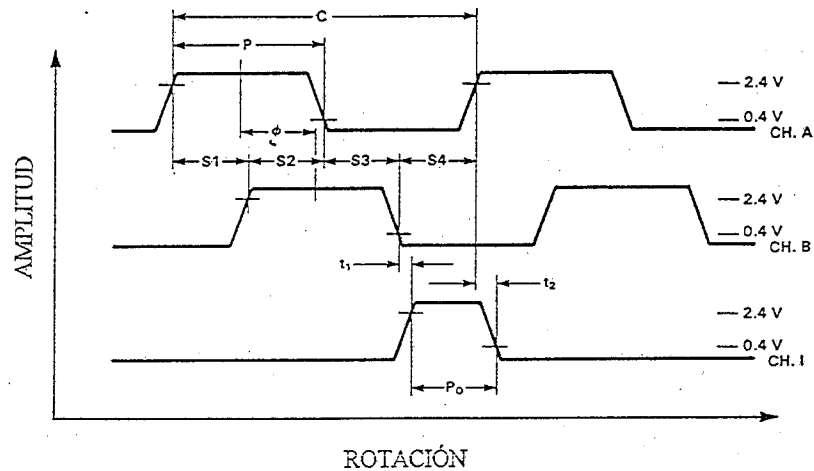 C
P
2.4 V
0.4 V
CH. A
ϕ
S1 S2 S3 S4
2.4 V
0.4 V
CH. B
t₁ t₂
2.4 V
0.4 V
CH. I
P₀
AMPLITUD
ROTACIÓN